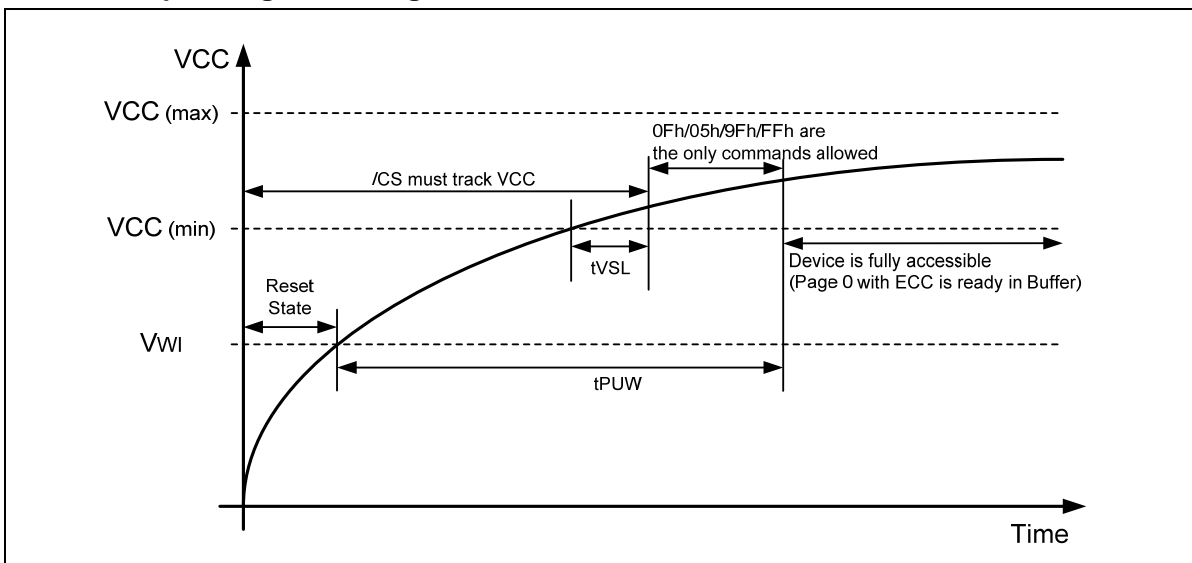 VCC
VCC (max)
0Fh/05h/9Fh/FFh are
the only commands allowed
/CS must track VCC
VCC (min)
tVSL
Device is fully accessible
(Page 0 with ECC is ready in Buffer)
Reset
State
VWI
tPUW
Time